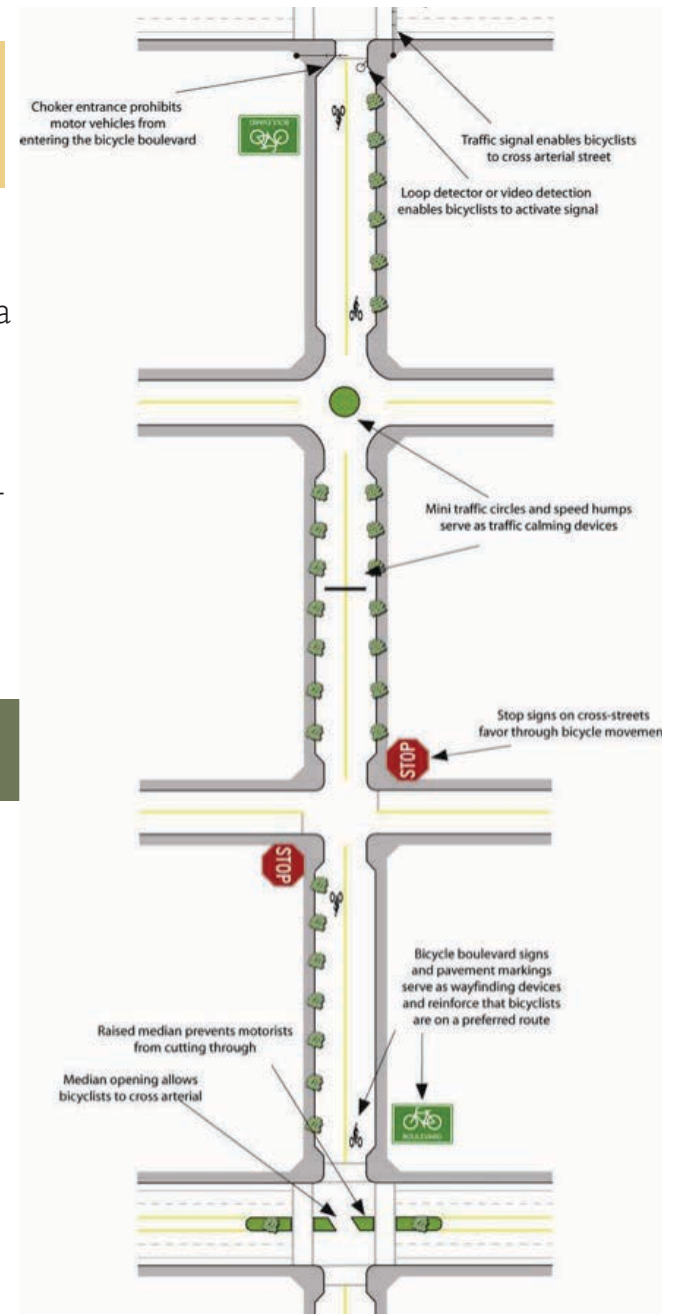 Choker entrance prohibits
motor vehicles from
entering the bicycle boulevard
BOULEVARD
Traffic signal enables bicyclists
to cross arterial street
Loop detector or video detection
enables bicyclists to activate signal
a
Mini traffic circles and speed humps
serve as traffic calming devices
Stop signs on cross-streets
favor through bicycle movemen
STOP
STOP
Bicycle boulevard signs
and pavement markings
serve as wayfinding devices
and reinforce that bicyclists
are on a preferred route
Raised median prevents motorists
from cutting through
Median opening allows
bicyclists to cross arterial
BOULEVARD